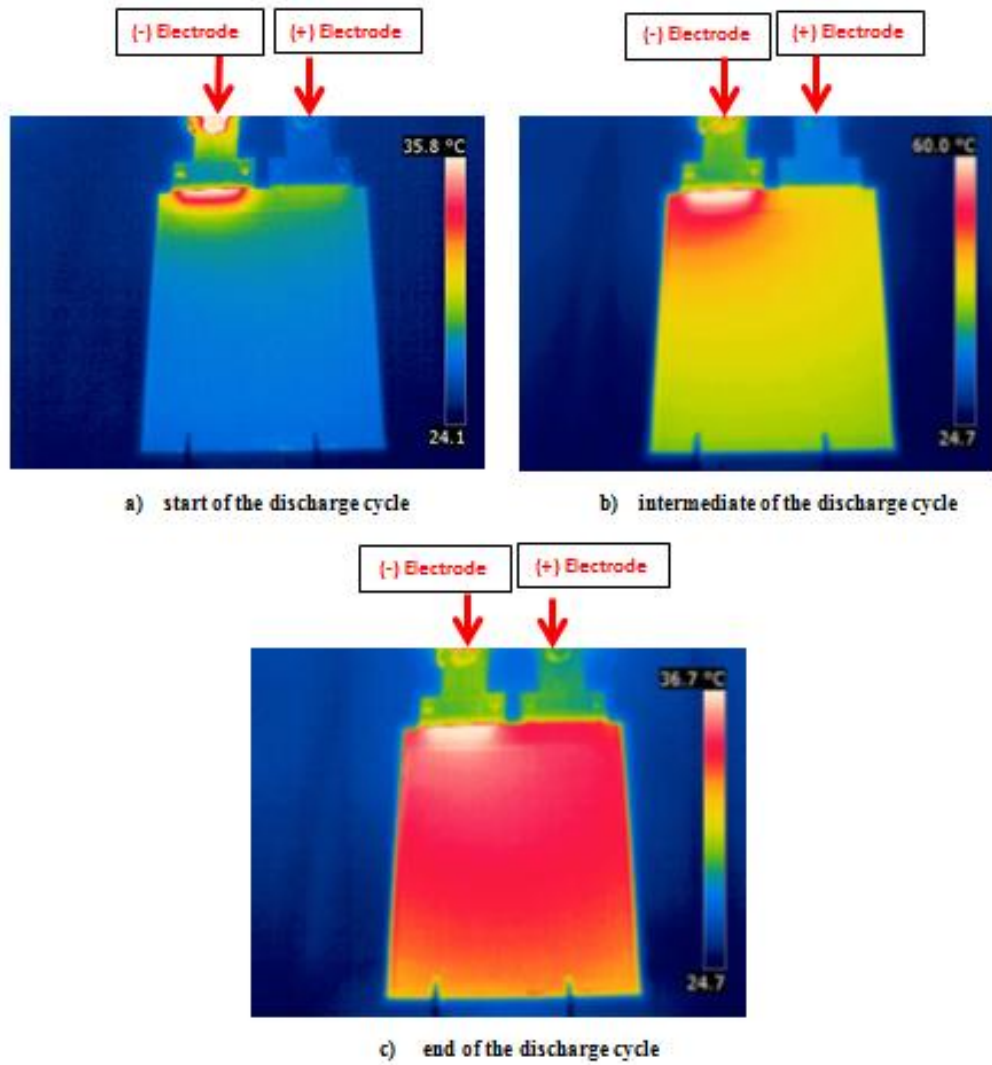 (-) Electrode (+) Electrode
(-) Electrode (+) Electrode
35.8 °C
24.1
60.0 °C
24.7
a) start of the discharge cycle
b) intermediate of the discharge cycle
(-) Electrode (+) Electrode
36.7 °C
24.7
c) end of the discharge cycle